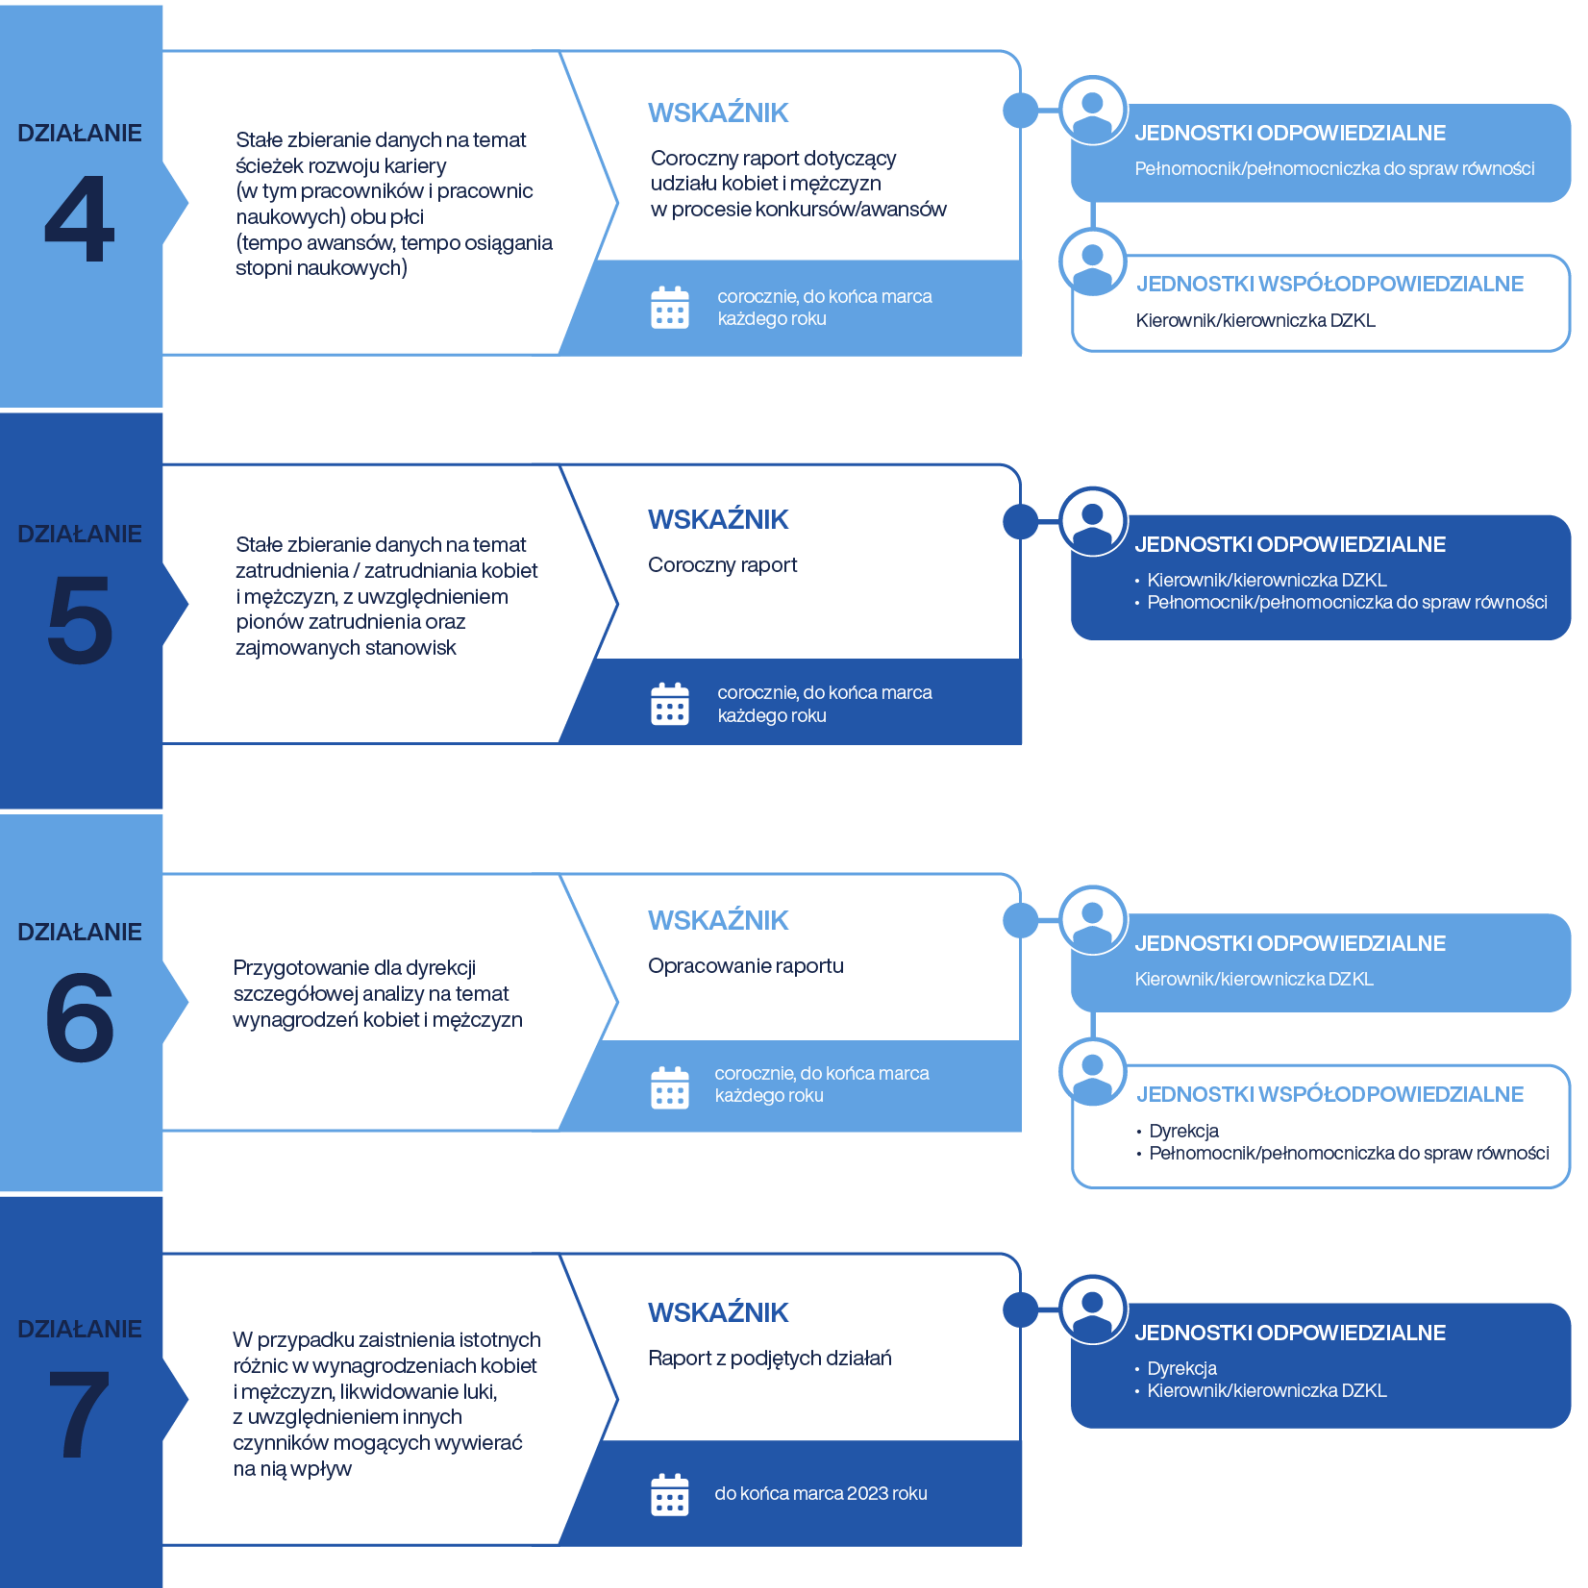 DZIAŁANIE
4
Stałe zbieranie danych na temat
ścieżek rozwoju kariery
(w tym pracowników i pracownic
naukowych) obu płci
(tempo awansów, tempo osiągania
stopni naukowych)
WSKAŹNIK
Coroczny raport dotyczący
udziału kobiet i mężczyzn
w procesie konkursów/awansów
corocznie, do końca marca
każdego roku
JEDNOSTKI ODPOWIEDZIALNE
Pełnomocnik/pełnomocniczka do spraw równości
JEDNOSTKI WSPÓŁODPOWIEDZIALNE
Kierownik/kierowniczka DZKL
DZIAŁANIE
5
Stałe zbieranie danych na temat
zatrudnienia / zatrudniania kobiet
i mężczyzn, z uwzględnieniem
pionów zatrudnienia oraz
zajmowanych stanowisk
WSKAŹNIK
Coroczny raport
corocznie, do końca marca
każdego roku
JEDNOSTKI ODPOWIEDZIALNE
• Kierownik/kierowniczka DZKL
• Pełnomocnik/pełnomocniczka do spraw równości
DZIAŁANIE
6
Przygotowanie dla dyrekcji
szczegółowej analizy na temat
wynagrodzeń kobiet i mężczyzn
WSKAŹNIK
Opracowanie raportu
corocznie, do końca marca
każdego roku
JEDNOSTKI ODPOWIEDZIALNE
Kierownik/kierowniczka DZKL
JEDNOSTKI WSPÓŁODPOWIEDZIALNE
• Dyrekcja
• Pełnomocnik/pełnomocniczka do spraw równości
DZIAŁANIE
7
W przypadku zaistnienia istotnych
różnic w wynagrodzeniach kobiet
i mężczyzn, likwidowanie luki,
z uwzględnieniem innych
czynników mogących wywierać
na nią wpływ
WSKAŹNIK
Raport z podjętych działań
do końca marca 2023 roku
JEDNOSTKI ODPOWIEDZIALNE
• Dyrekcja
• Kierownik/kierowniczka DZKL